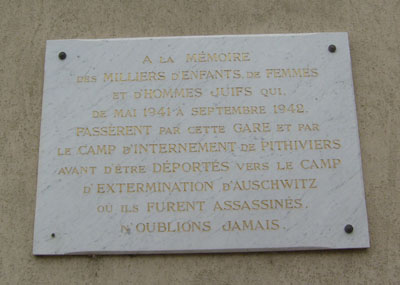 A LA MÉMOIRE
DES MILLIERS D'ENFANTS, DE FEMMES
ET D'HOMMES JUIFS QUI,
DE MAI 1941 A SEPTEMBRE 1942,
PASSÈRENT PAR CETTE GARE ET PAR
LE CAMP D'INTERNEMENT DE PITHIVIERS
AVANT D'ÊTRE DÉPORTÉS VERS LE CAMP
D'EXTERMINATION D'AUSCHWITZ
OÙ ILS FURENT ASSASSINÉS.
N'OUBLIONS JAMAIS.